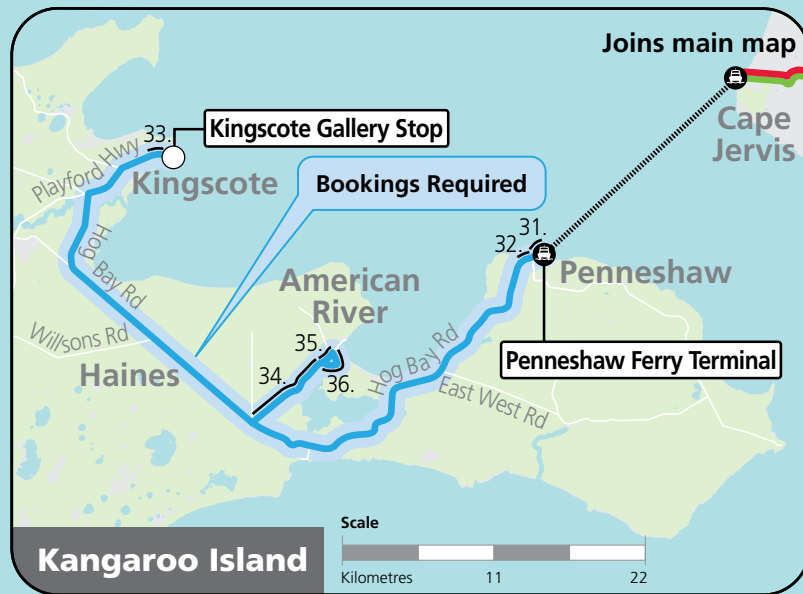 Joins main map
Cape
Jervis
33.
Kingscote Gallery Stop
Playford Hwy
Kingscote
Bookings Required
Hog
Bay Rd
31.
32.
Penneshaw
American
River
Penneshaw Ferry Terminal
Willsons Rd
35.
Haines
34.
36.
Hog Bay Rd
East West Rd
Kangaroo Island
Scale
Kilometres 11 22